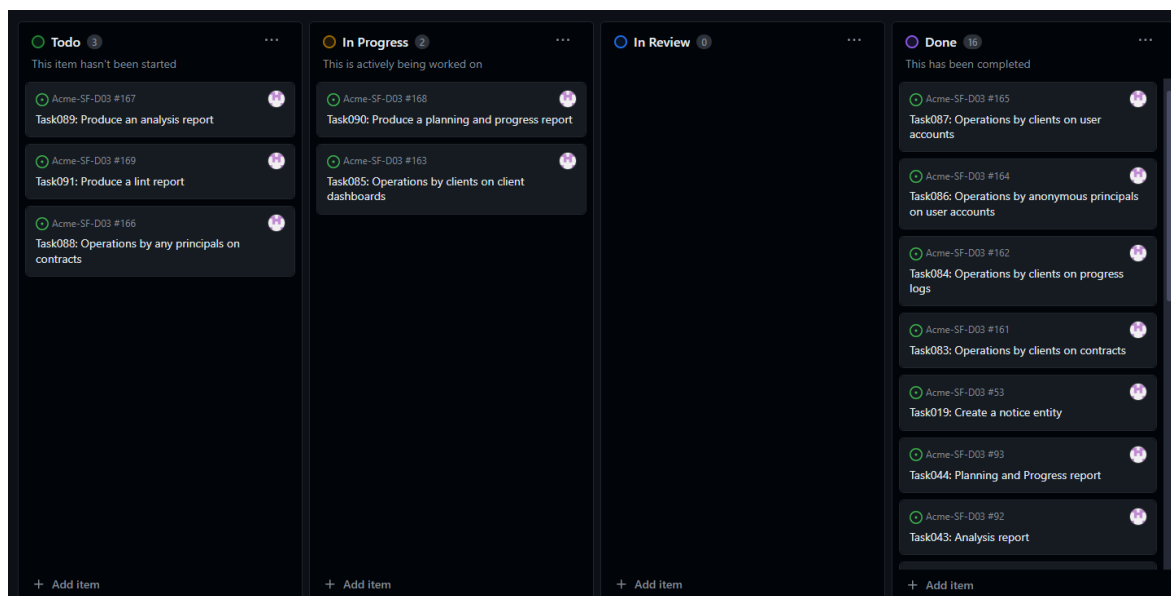 Todo 3
This item hasn't been started
Acme-SF-D03 #167
Task089: Produce an analysis report
Acme-SF-D03 #169
Task091: Produce a lint report
Acme-SF-D03 #166
Task088: Operations by any principals on
contracts
+ Add item
In Progress 2
This is actively being worked on
Acme-SF-D03 #168
Task090: Produce a planning and progress report
Acme-SF-D03 #163
Task085: Operations by clients on client
dashboards
+ Add item
In Review 0
+ Add item
Done 16
This has been completed
Acme-SF-D03 #165
Task087: Operations by clients on user
accounts
Acme-SF-D03 #164
Task086: Operations by anonymous principals
on user accounts
Acme-SF-D03 #162
Task084: Operations by clients on progress
logs
Acme-SF-D03 #161
Task083: Operations by clients on contracts
Acme-SF-D03 #53
Task019: Create a notice entity
Acme-SF-D03 #93
Task044: Planning and Progress report
Acme-SF-D03 #92
Task043: Analysis report
+ Add item